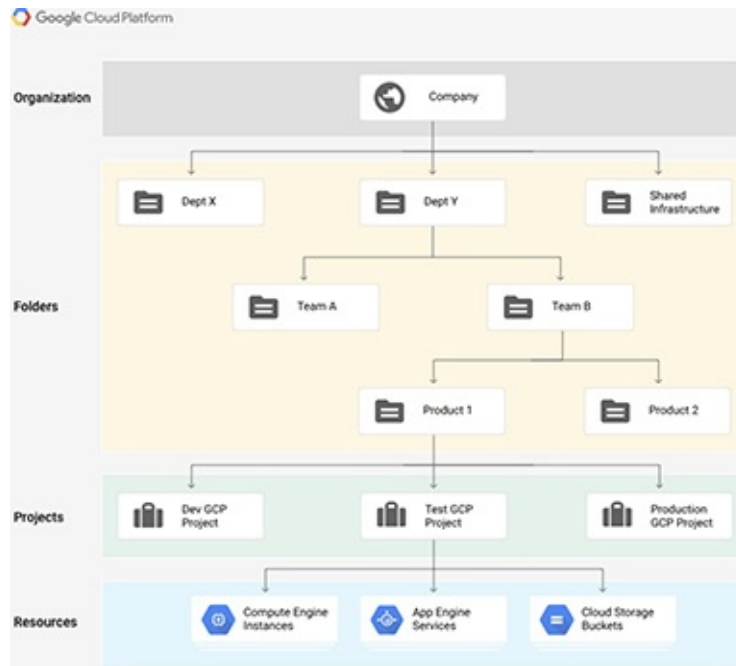 Google Cloud Platform
Organization
Company
Dept X
Dept Y
Shared
Infrastructure
Folders
Team A
Team B
Product 1
Product 2
Projects
Dev GCP
Project
Test GCP
Project
Production
GCP Project
Resources
Compute Engine
Instances
App Engine
Services
Cloud Storage
Buckets